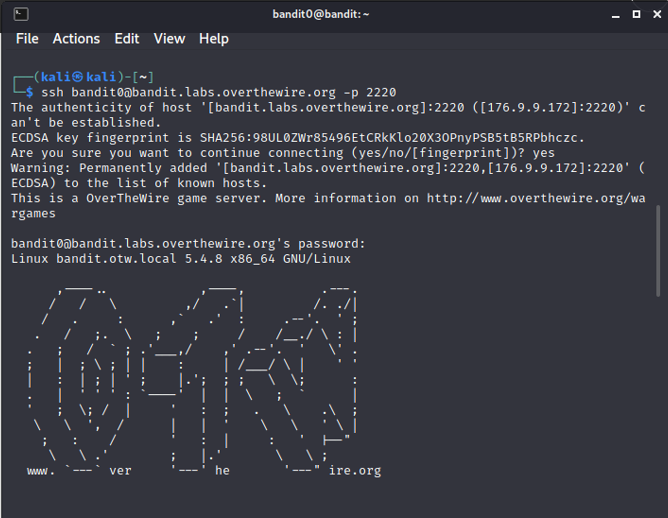 bandit0@bandit: ~
File Actions Edit View Help
(kali㉿kali)-[~]
$ ssh bandit0@bandit.labs.overthewire.org -p 2220
The authenticity of host '[bandit.labs.overthewire.org]:2220 ([176.9.9.172]:2220)' c
an't be established.
ECDSA key fingerprint is SHA256:98UL0ZWr85496EtCRkKlo20X3OPnyPSB5tB5RPbhczc.
Are you sure you want to continue connecting (yes/no/[fingerprint])? yes
Warning: Permanently added '[bandit.labs.overthewire.org]:2220,[176.9.9.172]:2220' (
ECDSA) to the list of known hosts.
This is a OverTheWire game server. More information on http://www.overthewire.org/wa
rgames
bandit0@bandit.labs.overthewire.org's password:
Linux bandit.otw.local 5.4.8 x86_64 GNU/Linux
www. ver he ire.org